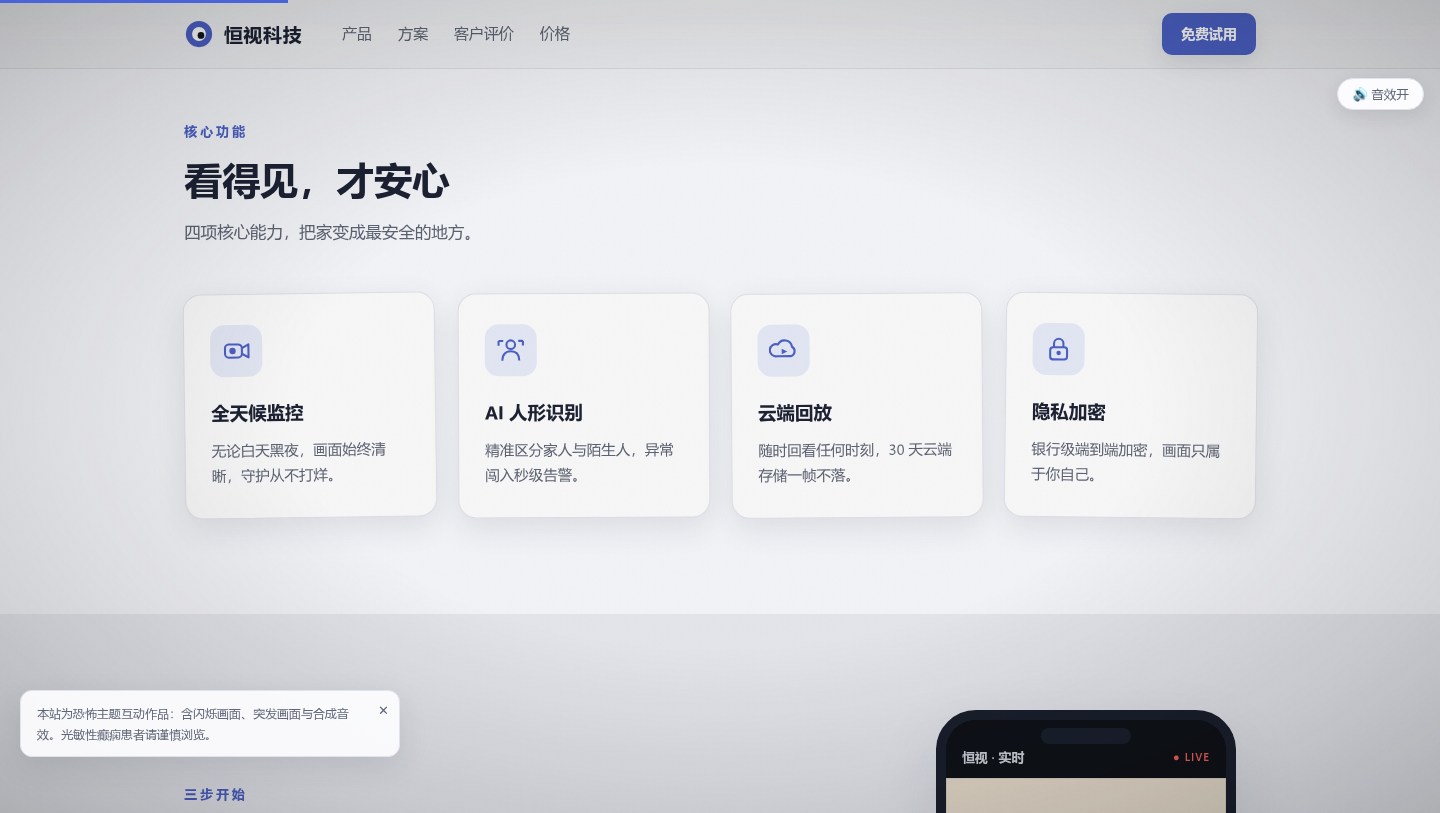 恒视科技
产品
方案
客户评价
价格
免费试用
音效开
核心功能
看得见，才安心
四项核心能力，把家变成最安全的地方。
全天候监控
无论白天黑夜，画面始终清
晰，守护从不打烊。
AI 人形识别
精准区分家人与陌生人，异常
闯入秒级告警。
云端回放
随时回看任何时刻，30 天云端
存储一帧不落。
隐私加密
银行级端到端加密，画面只属
于你自己。
本站为恐怖主题互动作品：含闪烁画面、突发画面与合成音
效。光敏性癫痫患者请谨慎浏览。
×
恒视 · 实时
● LIVE
三步开始